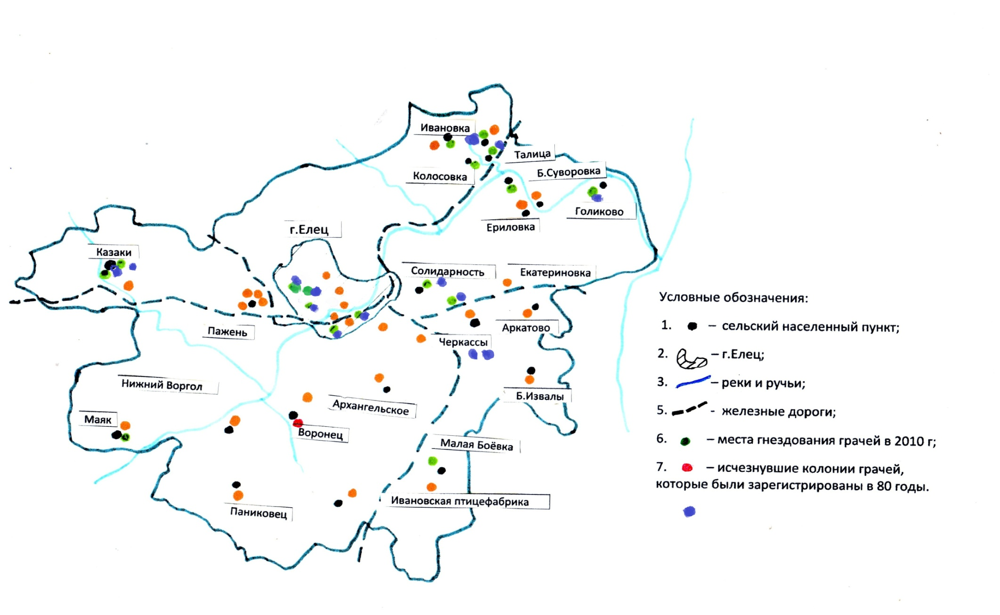 Ивановка
Талица
Б.Суворовка
Колосовка
Голиково
Ериловка
г.Елец
Казаки
Солидарность
Екатериновка
Аркатово
Пажень
Черкассы
Нижний Воргол
Архангельское
Б.Извалы
Маяк
Воронец
Малая Боёвка
Ивановская птицефабрика
Паниковец
Условные обозначения:
1. – сельский населенный пункт;
2. – г.Елец;
3. – реки и ручьи;
5. - железные дороги;
6. – места гнездования грачей в 2010 г;
7. – исчезнувшие колонии грачей,
которые были зарегистрированы в 80 годы.